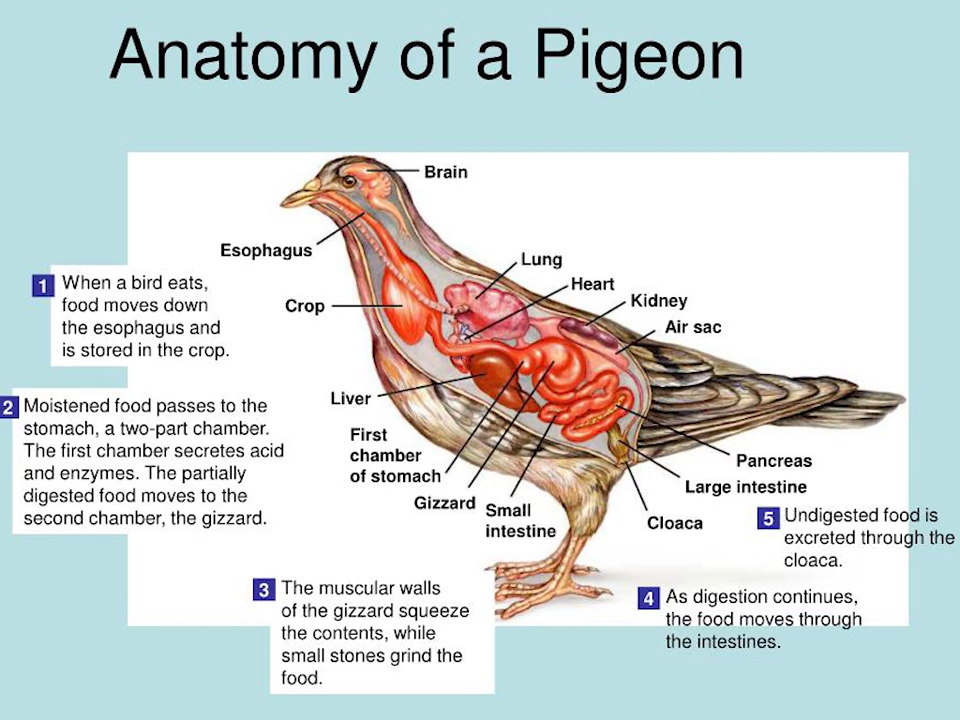 Anatomy of a Pigeon
Brain
Esophagus
Lung
Heart
Kidney
Air sac
Crop
1 When a bird eats,
food moves down
the esophagus and
is stored in the crop.
Liver
2 Moistened food passes to the
stomach, a two-part chamber.
The first chamber secretes acid
and enzymes. The partially
digested food moves to the
second chamber, the gizzard.
First
chamber
of stomach
Gizzard
Small
intestine
Pancreas
Large intestine
Cloaca
5 Undigested food is
excreted through the
cloaca.
3 The muscular walls
of the gizzard squeeze
the contents, while
small stones grind the
food.
4 As digestion continues,
the food moves through
the intestines.